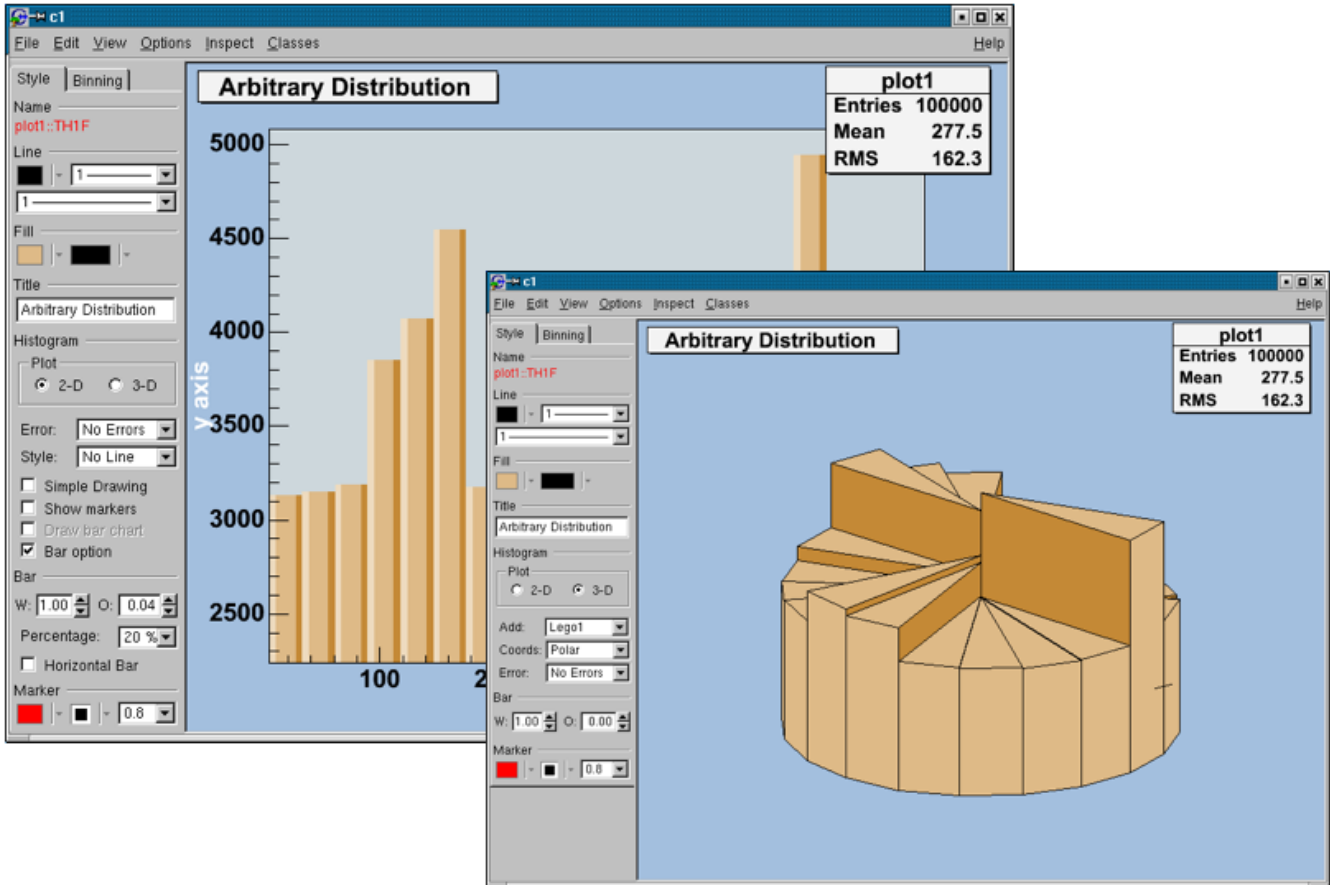 c1
File Edit View Options Inspect Classes Help
Style Binning
Name
plot1::TH1F
Line
1
1
Fill
Title
Arbitrary Distribution
Histogram
Plot
2-D 3-D
Error: No Errors
Style: No Line
Simple Drawing
Show markers
Draw bar chart
Bar option
Bar
W: 1.00 O: 0.04
Percentage: 20 %
Horizontal Bar
Marker
0.8
Arbitrary Distribution
plot1
Entries 100000
Mean 277.5
RMS 162.3
5000
4500
4000
3500
3000
2500
y axis
100
2
c1
File Edit View Options Inspect Classes Help
Style Binning
Name
plot1::TH1F
Line
1
1
Fill
Title
Arbitrary Distribution
Histogram
Plot
2-D 3-D
Add: Lego1
Coords: Polar
Error: No Errors
Bar
W: 1.00 O: 0.00
Marker
0.8
Arbitrary Distribution
plot1
Entries 100000
Mean 277.5
RMS 162.3